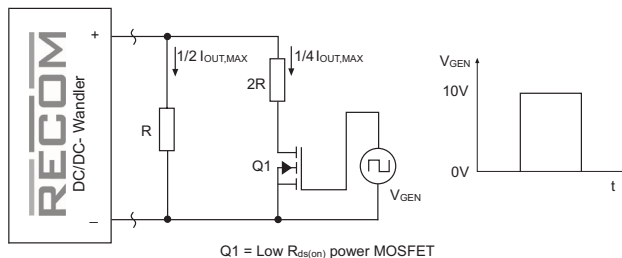 RECOM
DC/DC- Wandler
+
–
1/2 IOUT,MAX
1/4 IOUT,MAX
R
2R
Q1
VGEN
VGEN
10V
0V
t
Q1 = Low Rds(on) power MOSFET